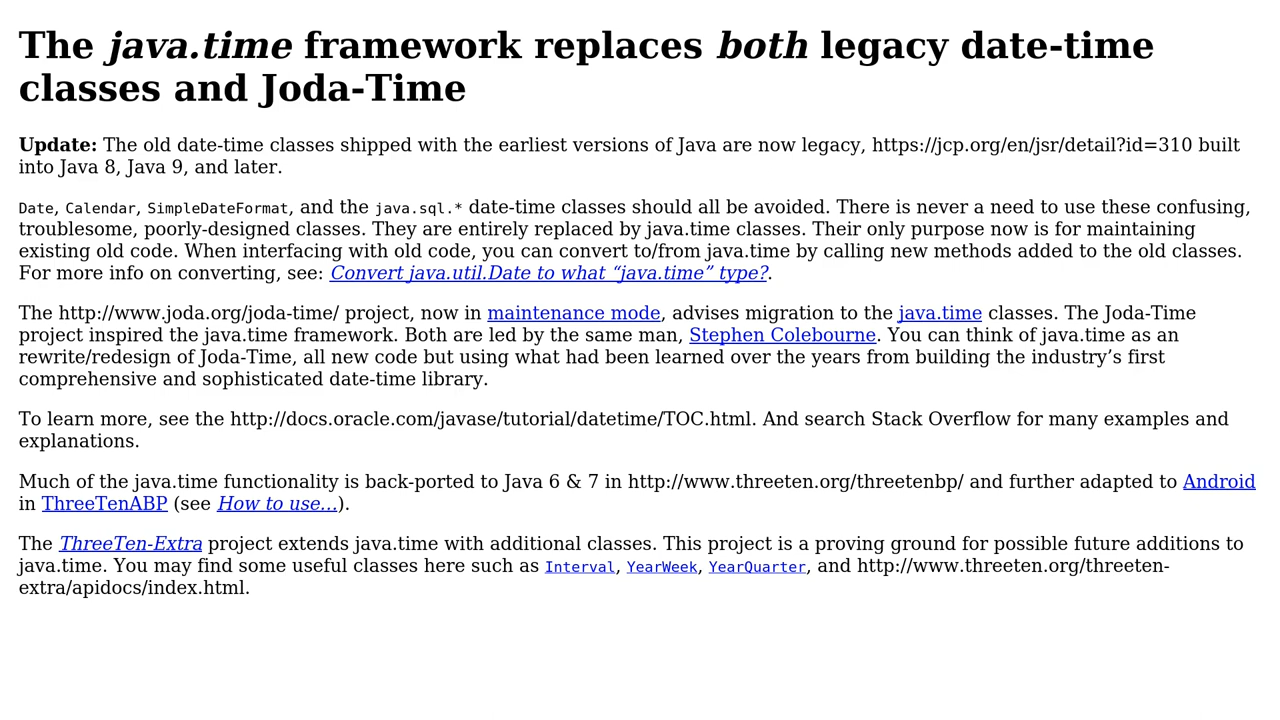 The java.time framework replaces both legacy date-time
classes and Joda-Time
Update: The old date-time classes shipped with the earliest versions of Java are now legacy, https://jcp.org/en/jsr/detail?id=310 built
into Java 8, Java 9, and later.
Date, Calendar, SimpleDateFormat, and the java.sql.* date-time classes should all be avoided. There is never a need to use these confusing,
troublesome, poorly-designed classes. They are entirely replaced by java.time classes. Their only purpose now is for maintaining
existing old code. When interfacing with old code, you can convert to/from java.time by calling new methods added to the old classes.
For more info on converting, see: Convert java.util.Date to what “java.time” type?.
The http://www.joda.org/joda-time/ project, now in maintenance mode, advises migration to the java.time classes. The Joda-Time
project inspired the java.time framework. Both are led by the same man, Stephen Colebourne. You can think of java.time as an
rewrite/redesign of Joda-Time, all new code but using what had been learned over the years from building the industry’s first
comprehensive and sophisticated date-time library.
To learn more, see the http://docs.oracle.com/javase/tutorial/datetime/TOC.html. And search Stack Overflow for many examples and
explanations.
Much of the java.time functionality is back-ported to Java 6 & 7 in http://www.threeten.org/threetenbp/ and further adapted to Android
in ThreeTenABP (see How to use…).
The ThreeTen-Extra project extends java.time with additional classes. This project is a proving ground for possible future additions to
java.time. You may find some useful classes here such as Interval, YearWeek, YearQuarter, and http://www.threeten.org/threeten-
extra/apidocs/index.html.